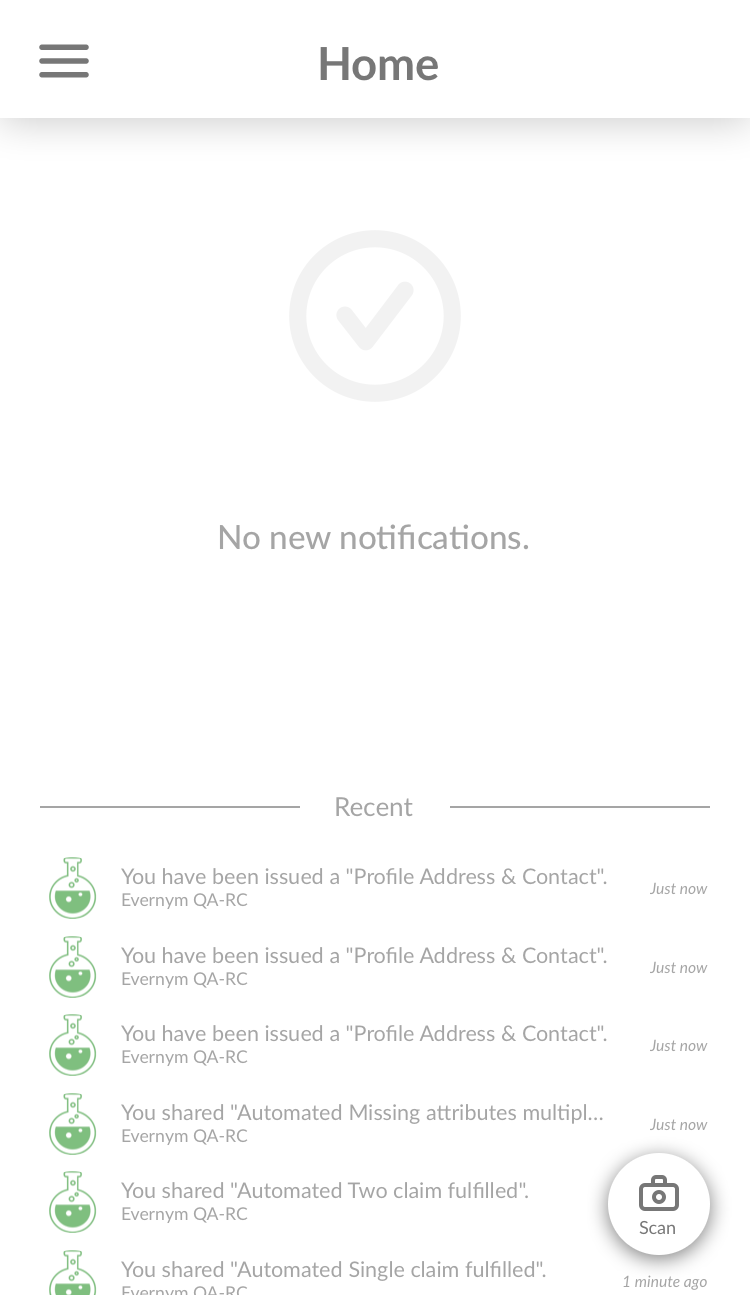 Home
No new notifications.
Recent
You have been issued a "Profile Address & Contact".
Evernym QA-RC
Just now
You have been issued a "Profile Address & Contact".
Evernym QA-RC
Just now
You have been issued a "Profile Address & Contact".
Evernym QA-RC
Just now
You shared "Automated Missing attributes multipl...
Evernym QA-RC
Just now
You shared "Automated Two claim fulfilled".
Evernym QA-RC
Scan
You shared "Automated Single claim fulfilled".
Evernym QA-RC
1 minute ago